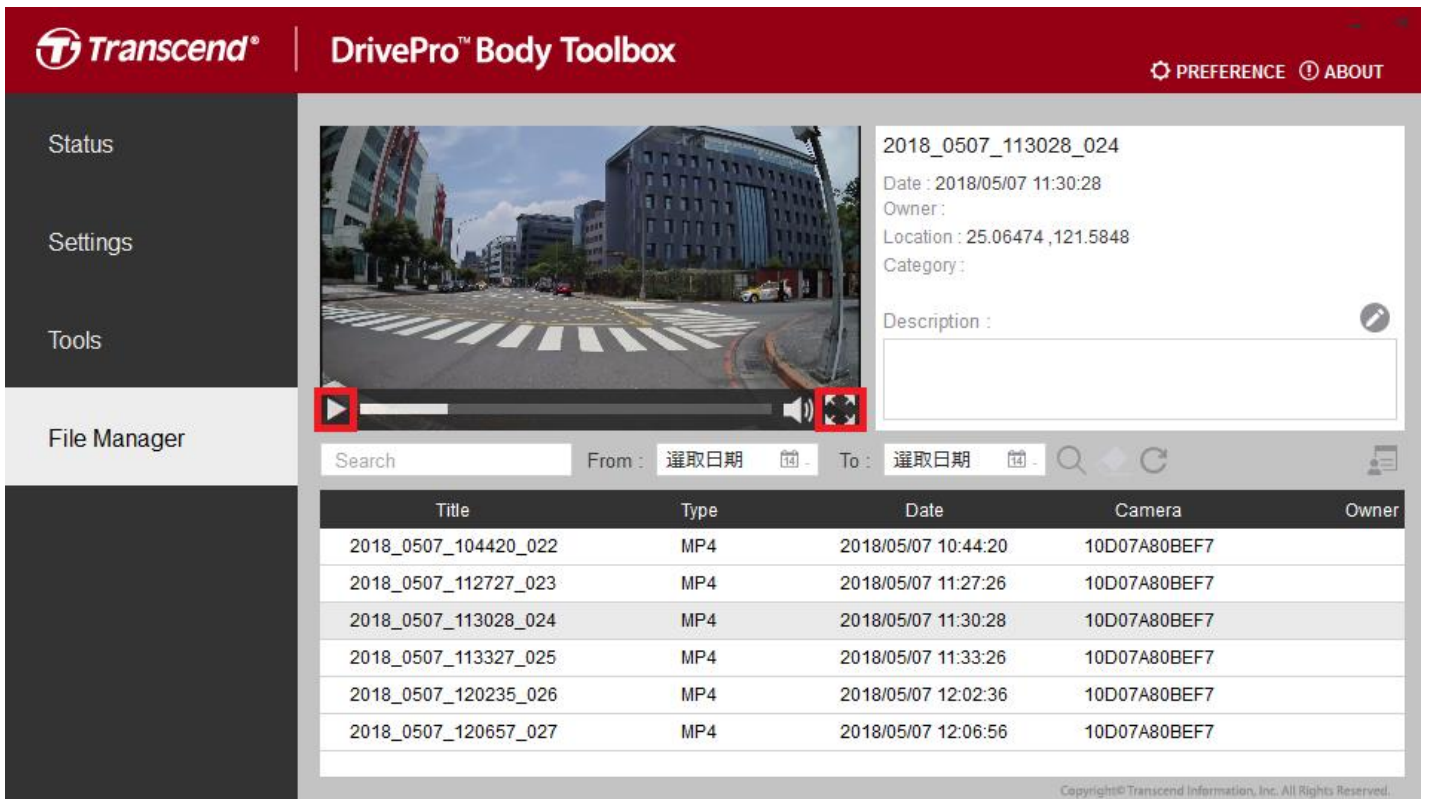 Transcend®
DrivePro™ Body Toolbox
PREFERENCE
ABOUT
Status
Settings
Tools
File Manager
2018_0507_113028_024
Date : 2018/05/07 11:30:28
Owner :
Location : 25.06474 ,121.5848
Category :
Description :
Search From : 選取日期 14 To : 選取日期 14
Title Type Date Camera Owner
2018_0507_104420_022 MP4 2018/05/07 10:44:20 10D07A80BEF7
2018_0507_112727_023 MP4 2018/05/07 11:27:26 10D07A80BEF7
2018_0507_113028_024 MP4 2018/05/07 11:30:28 10D07A80BEF7
2018_0507_113327_025 MP4 2018/05/07 11:33:26 10D07A80BEF7
2018_0507_120235_026 MP4 2018/05/07 12:02:36 10D07A80BEF7
2018_0507_120657_027 MP4 2018/05/07 12:06:56 10D07A80BEF7
Copyright© Transcend Information, Inc. All Rights Reserved.